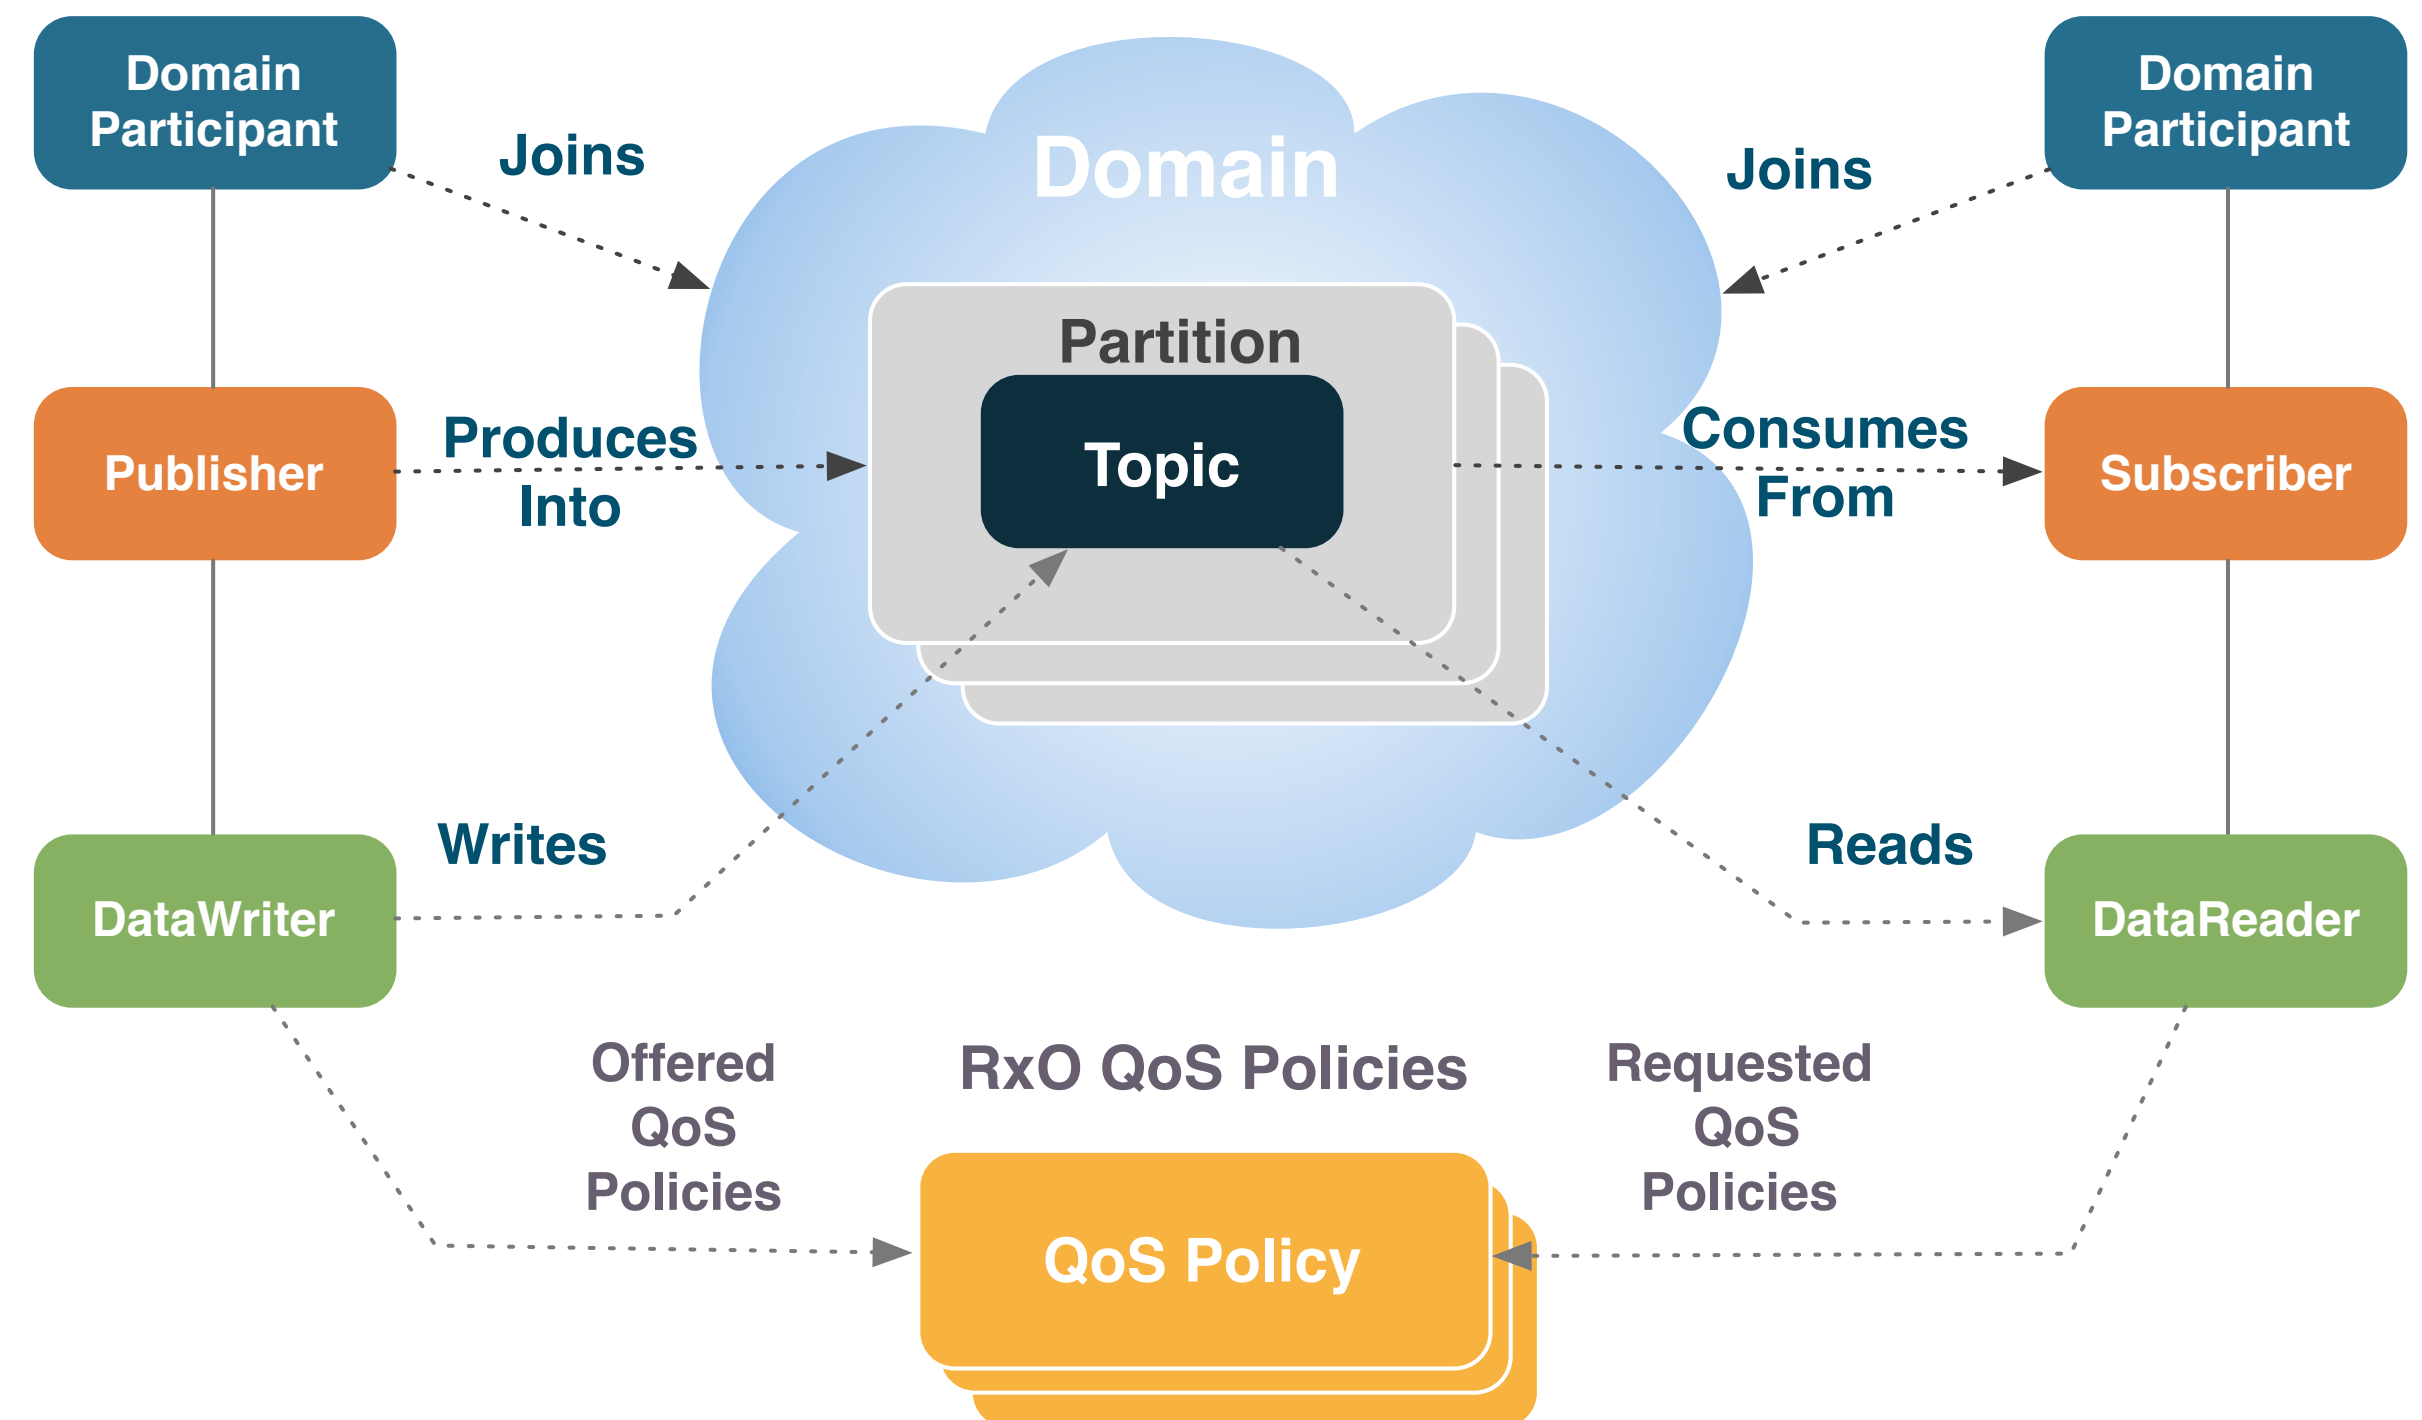 Domain
Participant
Joins
Domain
Joins
Domain
Participant
Partition
Publisher
Produces
Into
Topic
Consumes
From
Subscriber
DataWriter
Writes
Reads
DataReader
Offered
QoS
Policies
RxO QoS Policies
Requested
QoS
Policies
QoS Policy